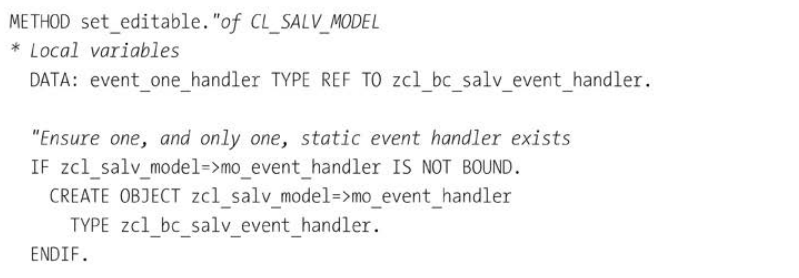 METHOD set_editable."of CL_SALV_MODEL
* Local variables
DATA: event_one_handler TYPE REF TO zcl_bc_salv_event_handler.
"Ensure one, and only one, static event handler exists
IF zcl_salv_model=>mo_event_handler IS NOT BOUND.
CREATE OBJECT zcl_salv_model=>mo_event_handler
TYPE zcl_bc_salv_event_handler.
ENDIF.